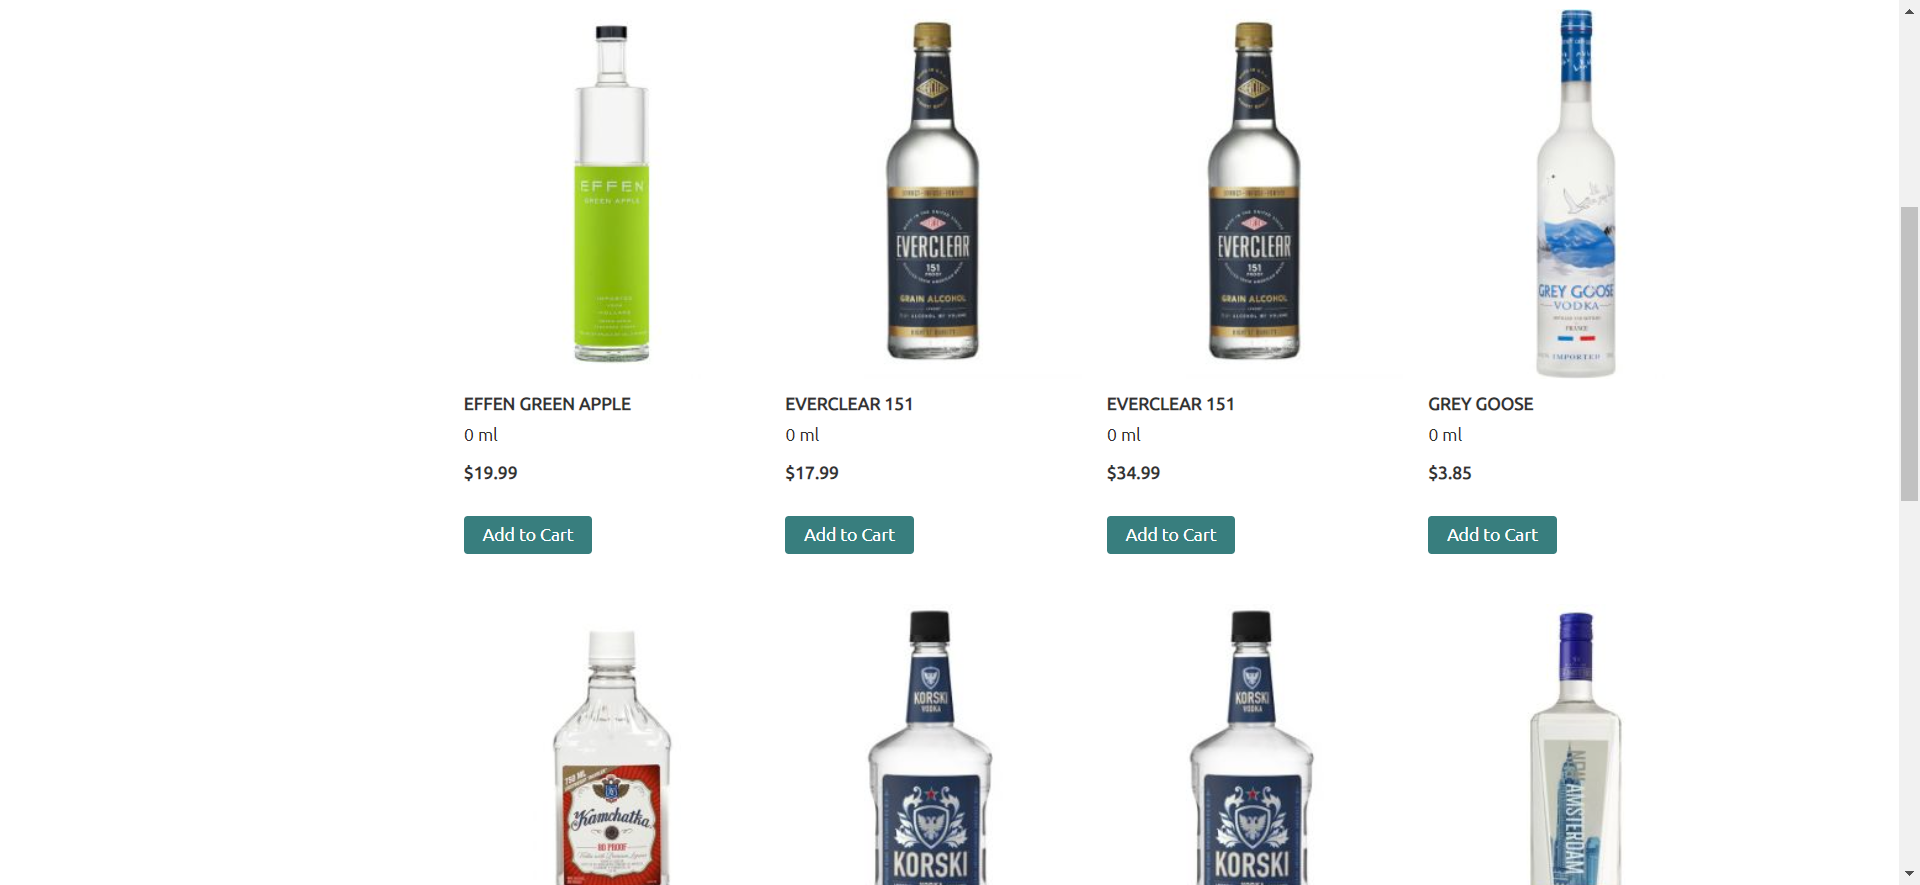 EFFEN
GREEN APPLE
EVERCLEAR
151
PROOF
GRAIN ALCOHOL
EVERCLEAR
151
PROOF
GRAIN ALCOHOL
GREY GOOSE
VODKA
FRANCE
IMPORTED
EFFEN GREEN APPLE
0 ml
$19.99
Add to Cart
EVERCLEAR 151
0 ml
$17.99
Add to Cart
EVERCLEAR 151
0 ml
$34.99
Add to Cart
GREY GOOSE
0 ml
$3.85
Add to Cart
750 ML
Kamchatka
80 PROOF
KORSKI
VODKA
KORSKI
KORSKI
VODKA
KORSKI
NEW AMSTERDAM